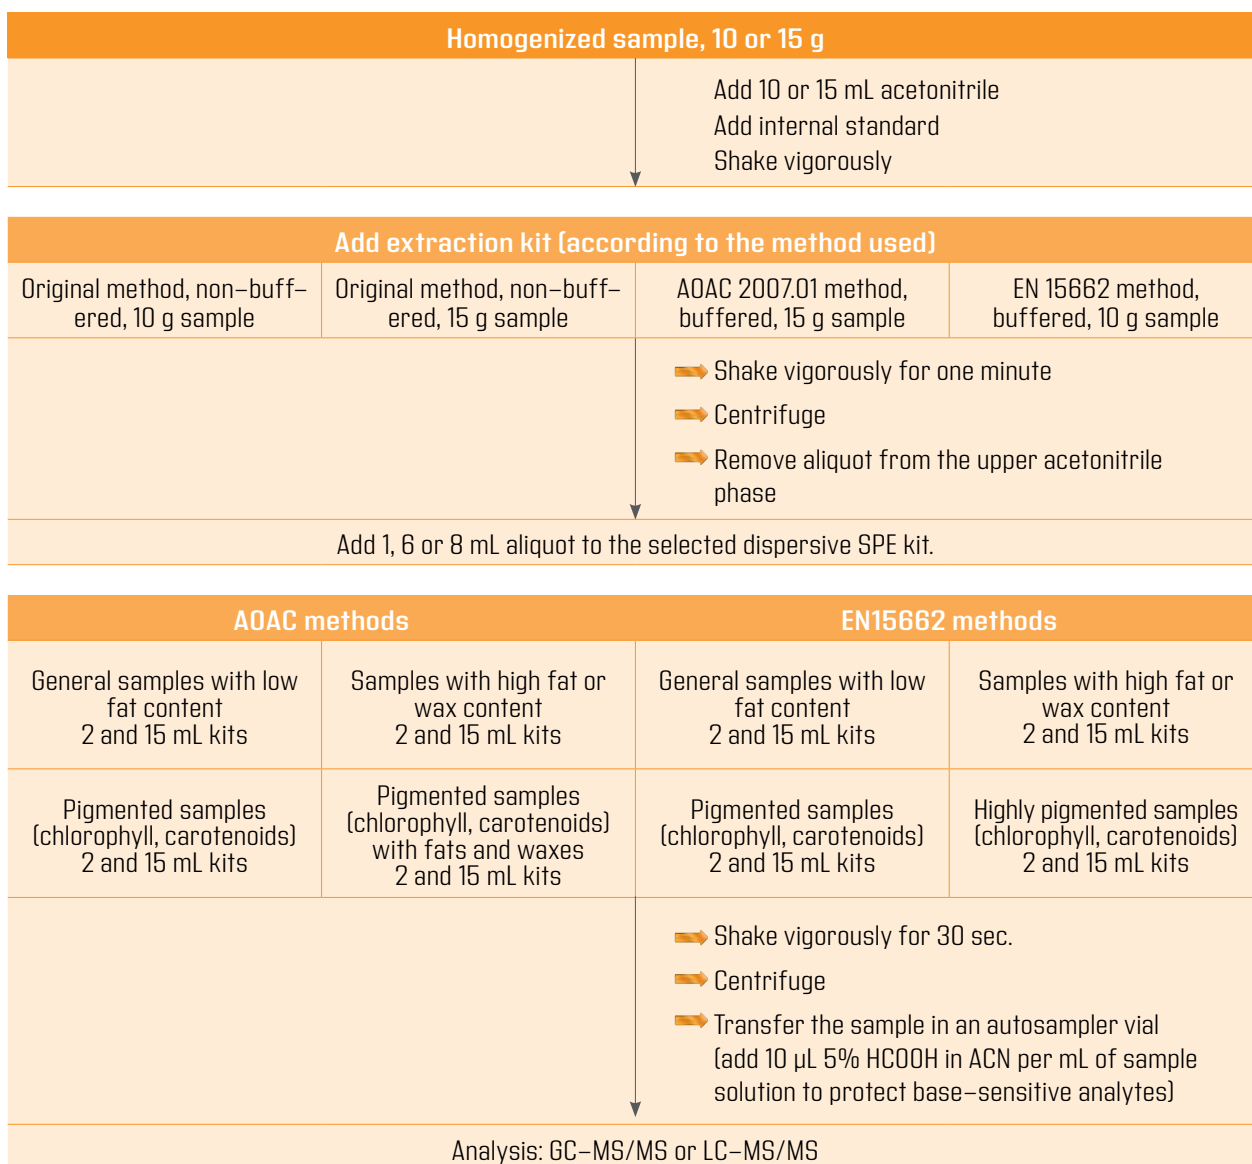 Homogenized sample, 10 or 15 g
Add 10 or 15 mL acetonitrile
Add internal standard
Shake vigorously
Add extraction kit (according to the method used)
Original method, non-buff-
ered, 10 g sample
Original method, non-buff-
ered, 15 g sample
AOAC 2007.01 method,
buffered, 15 g sample
EN 15662 method,
buffered, 10 g sample
Shake vigorously for one minute
Centrifuge
Remove aliquot from the upper acetonitrile
phase
Add 1, 6 or 8 mL aliquot to the selected dispersive SPE kit.
AOAC methods
EN15662 methods
General samples with low
fat content
2 and 15 mL kits
Samples with high fat or
wax content
2 and 15 mL kits
General samples with low
fat content
2 and 15 mL kits
Samples with high fat or
wax content
2 and 15 mL kits
Pigmented samples
(chlorophyll, carotenoids)
2 and 15 mL kits
Pigmented samples
(chlorophyll, carotenoids)
with fats and waxes
2 and 15 mL kits
Pigmented samples
(chlorophyll, carotenoids)
2 and 15 mL kits
Highly pigmented samples
(chlorophyll, carotenoids)
2 and 15 mL kits
Shake vigorously for 30 sec.
Centrifuge
Transfer the sample in an autosampler vial
(add 10 µL 5% HCOOH in ACN per mL of sample
solution to protect base-sensitive analytes)
Analysis: GC-MS/MS or LC-MS/MS